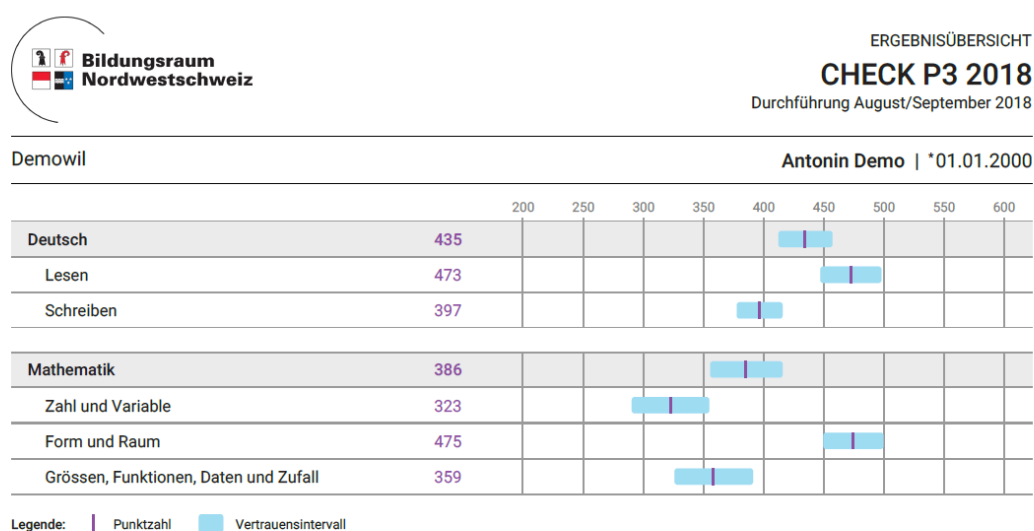 Bildungsraum
Nordwestschweiz
ERGEBNISÜBERSICHT
CHECK P3 2018
Durchführung August/September 2018
Demowil
Antonin Demo | *01.01.2000
200 250 300 350 400 450 500 550 600
Deutsch 435
Lesen 473
Schreiben 397
Mathematik 386
Zahl und Variable 323
Form und Raum 475
Grössen, Funktionen, Daten und Zufall 359
Legende: Punktzahl Vertrauensintervall